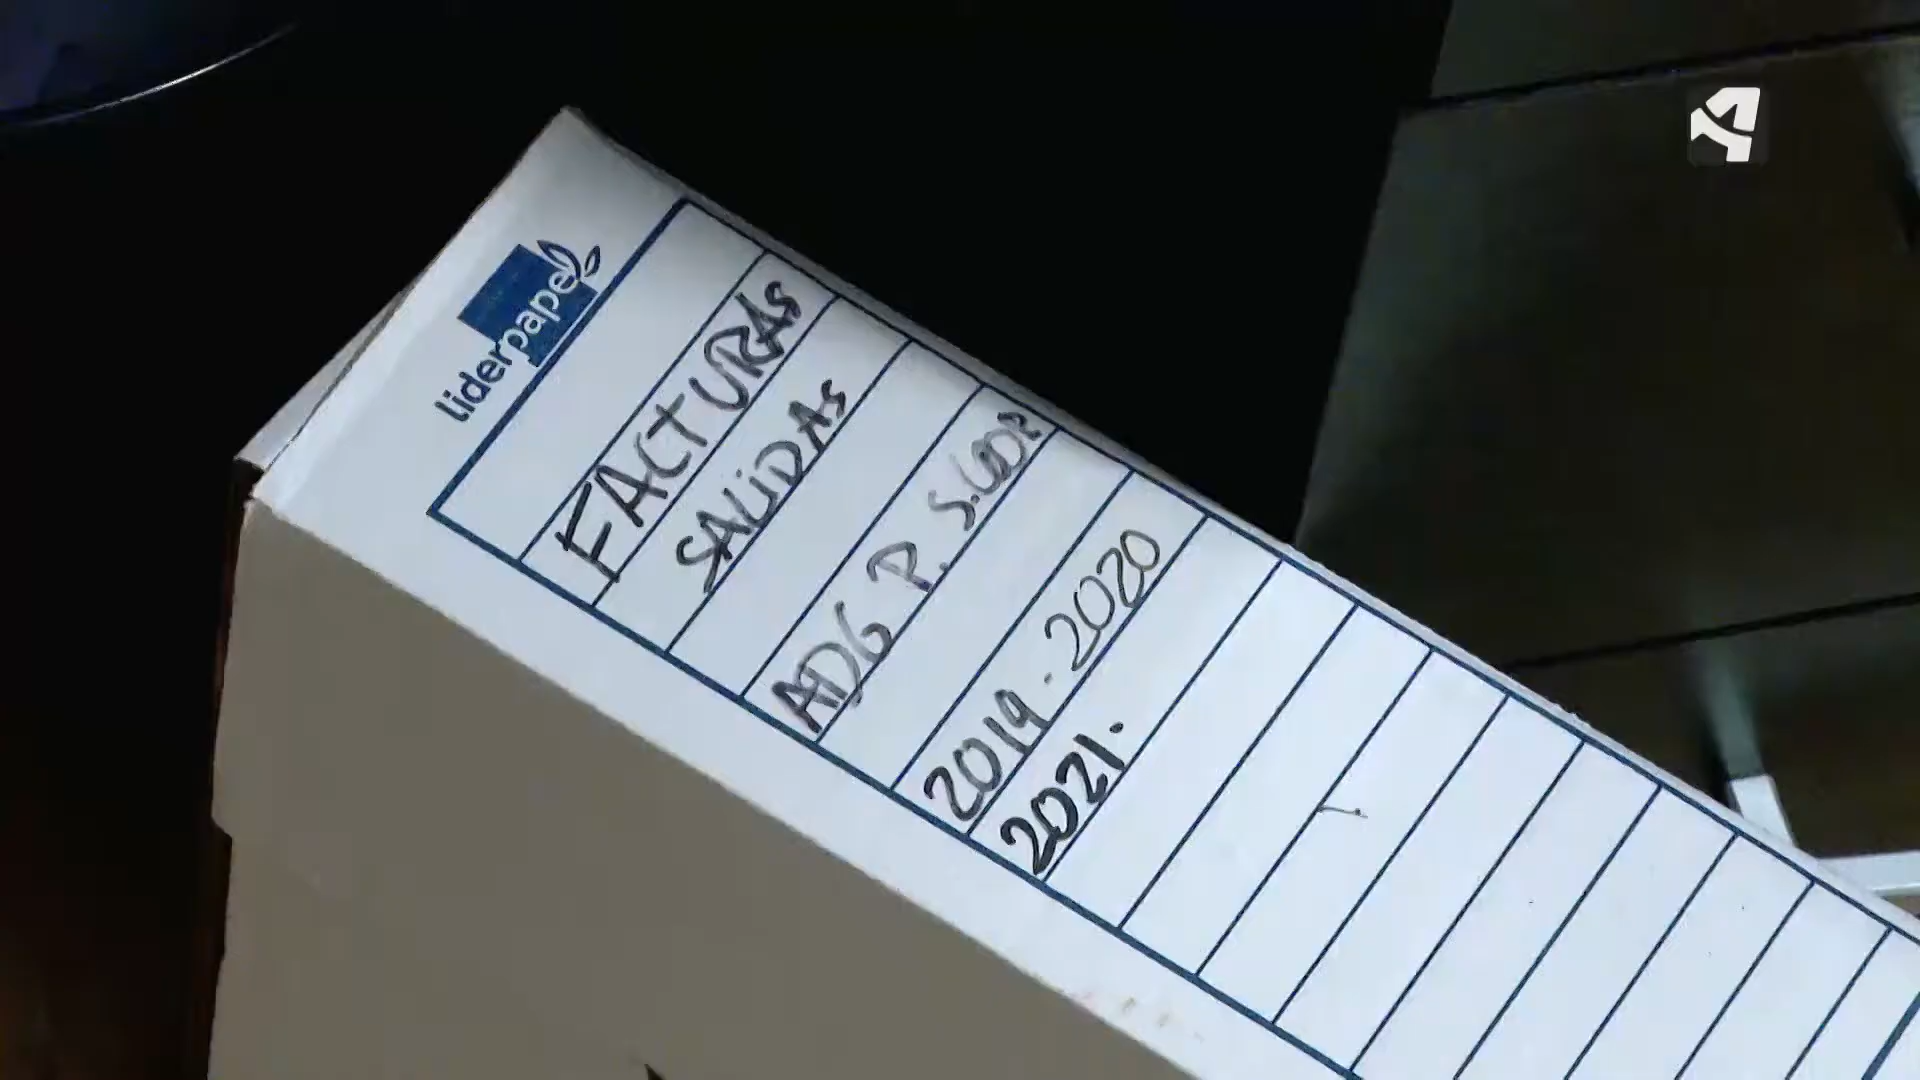 liderpapel
FACTURAS
SALIDAS
ADG P. S.COOP
2019 - 2020
2021.